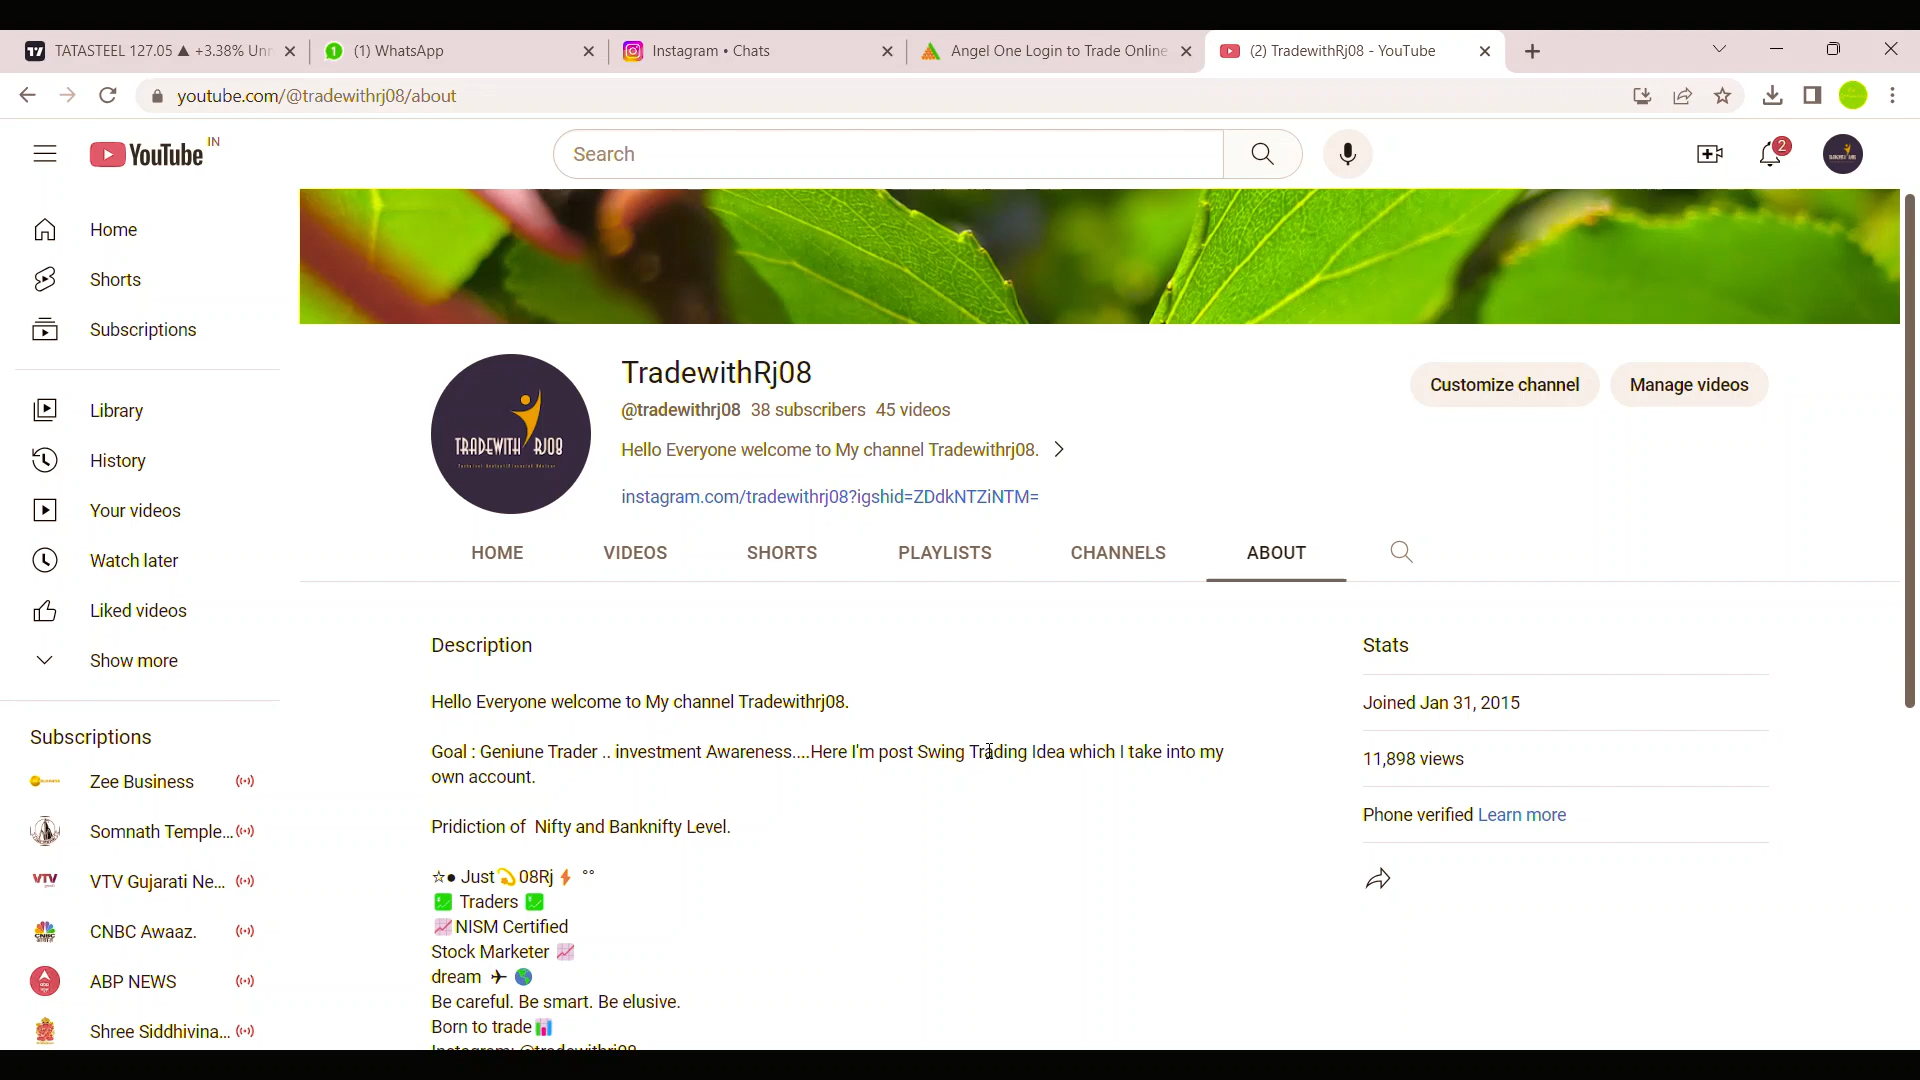 TATASTEEL 127.05 ▲ +3.38% Unn
(1) WhatsApp
Instagram • Chats
Angel One Login to Trade Online
(2) TradewithRj08 - YouTube
youtube.com/@tradewithrj08/about
YouTube IN
Search
2
Home
Shorts
Subscriptions
Library
History
Your videos
Watch later
Liked videos
Show more
Subscriptions
Zee Business
Somnath Temple...
VTV Gujarati Ne...
CNBC Awaaz.
ABP NEWS
Shree Siddhivina...
TRADEWITH RJ08
TradewithRj08
@tradewithrj08 38 subscribers 45 videos
Hello Everyone welcome to My channel Tradewithrj08.
instagram.com/tradewithrj08?igshid=ZDdkNTZiNTM=
Customize channel
Manage videos
HOME VIDEOS SHORTS PLAYLISTS CHANNELS ABOUT
Description
Hello Everyone welcome to My channel Tradewithrj08.
Goal : Geniune Trader .. investment Awareness....Here I'm post Swing Trading Idea which I take into my
own account.
Pridiction of Nifty and Banknifty Level.
☆● Just💫08Rj⚡°°
💹 Traders 💹
📈NISM Certified
Stock Marketer 📈
dream ✈ 🌎
Be careful. Be smart. Be elusive.
Born to trade📊
Instagram: @tradewithrj08
Stats
Joined Jan 31, 2015
11,898 views
Phone verified Learn more